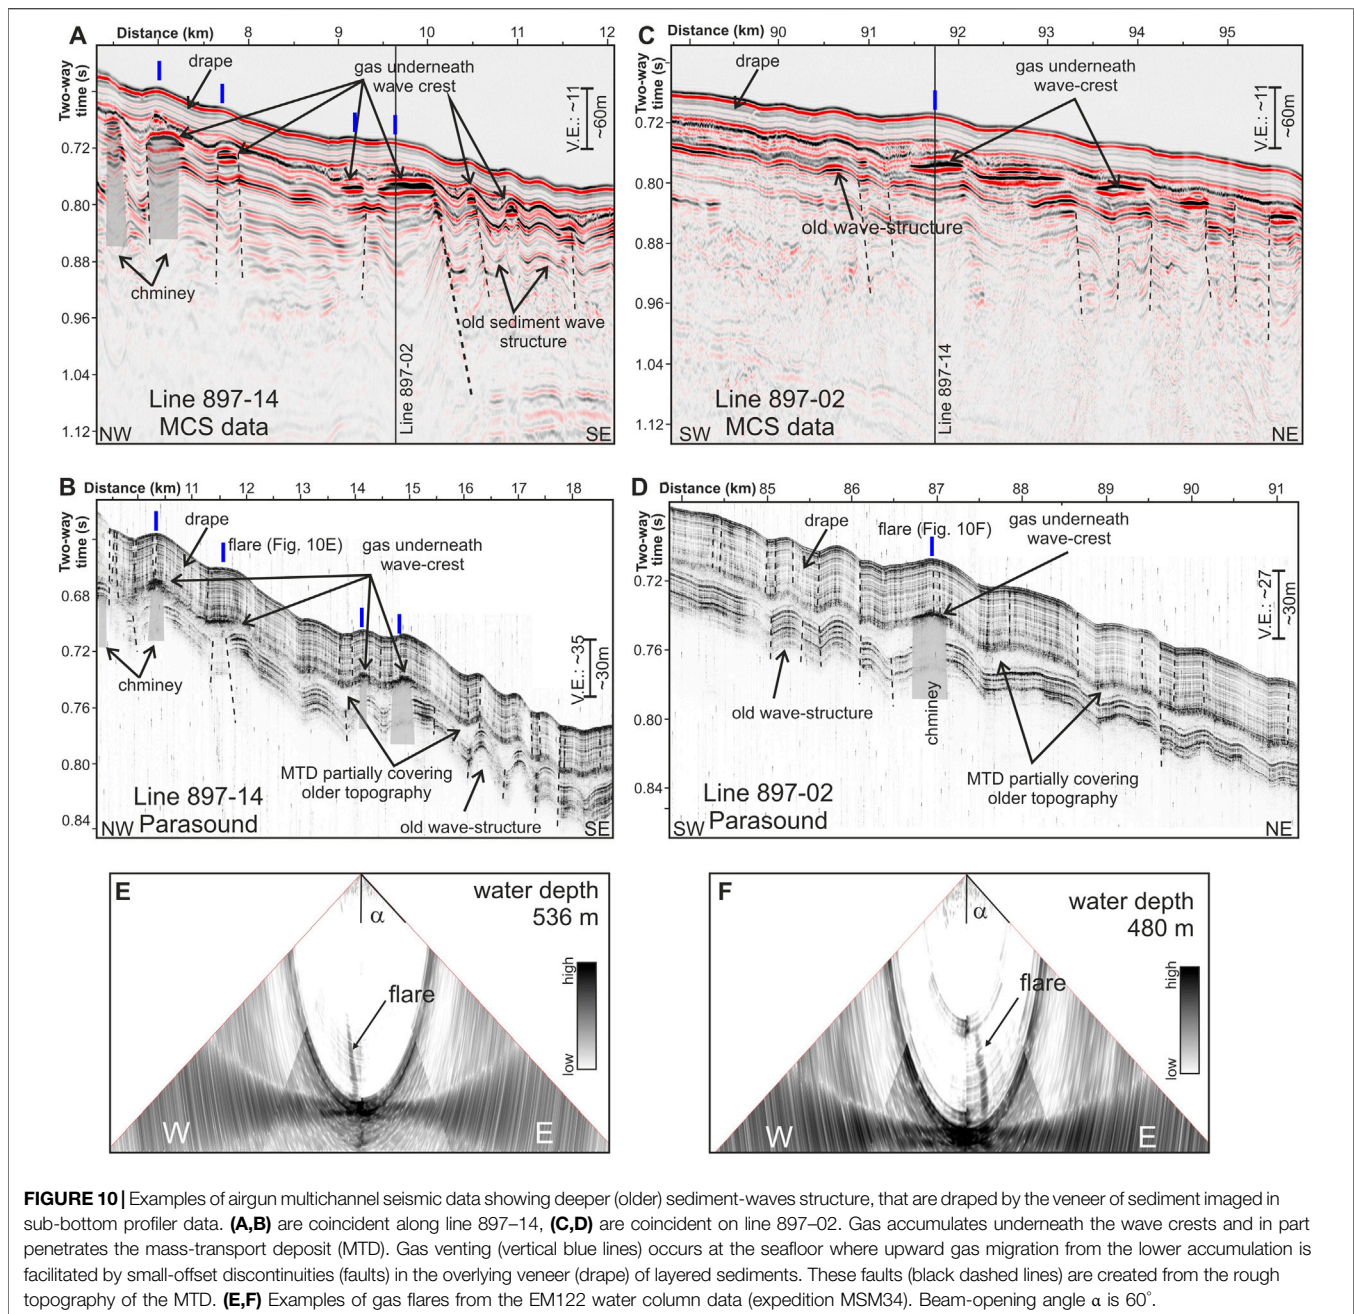 A Distance (km) 8 9 10 11 12
Two-way
time (s)
drape
gas underneath
wave crest
V.E.: ~11
~60m
0.72
0.80
0.88
0.96
1.04
1.12
chminey
old sediment wave
structure
Line 897-02
Line 897-14
MCS data
NW
SE
C Distance (km) 90 91 92 93 94 95
Two-way
time (s)
drape
gas underneath
wave-crest
V.E.: ~11
~60m
0.72
0.80
0.88
0.96
1.04
1.12
old wave-structure
Line 897-14
Line 897-02
MCS data
SW
NE
B Distance (km) 11 12 13 14 15 16 17 18
Two-way
time (s)
drape
flare (Fig. 10E)
gas underneath
wave-crest
V.E.: ~35
~30m
0.68
0.72
0.76
0.80
0.84
chminey
MTD partially covering
older topography
old wave-structure
Line 897-14
Parasound
NW
SE
D Distance (km) 85 86 87 88 89 90 91
Two-way
time (s)
drape
flare (Fig. 10F)
gas underneath
wave-crest
V.E.: ~27
~30m
0.72
0.76
0.80
0.84
old wave-structure
chminey
MTD partially covering
older topography
Line 897-02
Parasound
SW
NE
E
α
water depth
536 m
high
low
flare
W
E
F
α
water depth
480 m
high
low
flare
W
E
FIGURE 10 | Examples of airgun multichannel seismic data showing deeper (older) sediment-waves structure, that are draped by the veneer of sediment imaged in
sub-bottom profiler data. (A,B) are coincident along line 897–14, (C,D) are coincident on line 897–02. Gas accumulates underneath the wave crests and in part
penetrates the mass-transport deposit (MTD). Gas venting (vertical blue lines) occurs at the seafloor where upward gas migration from the lower accumulation is
facilitated by small-offset discontinuities (faults) in the overlying veneer (drape) of layered sediments. These faults (black dashed lines) are created from the rough
topography of the MTD. (E,F) Examples of gas flares from the EM122 water column data (expedition MSM34). Beam-opening angle α is 60°.